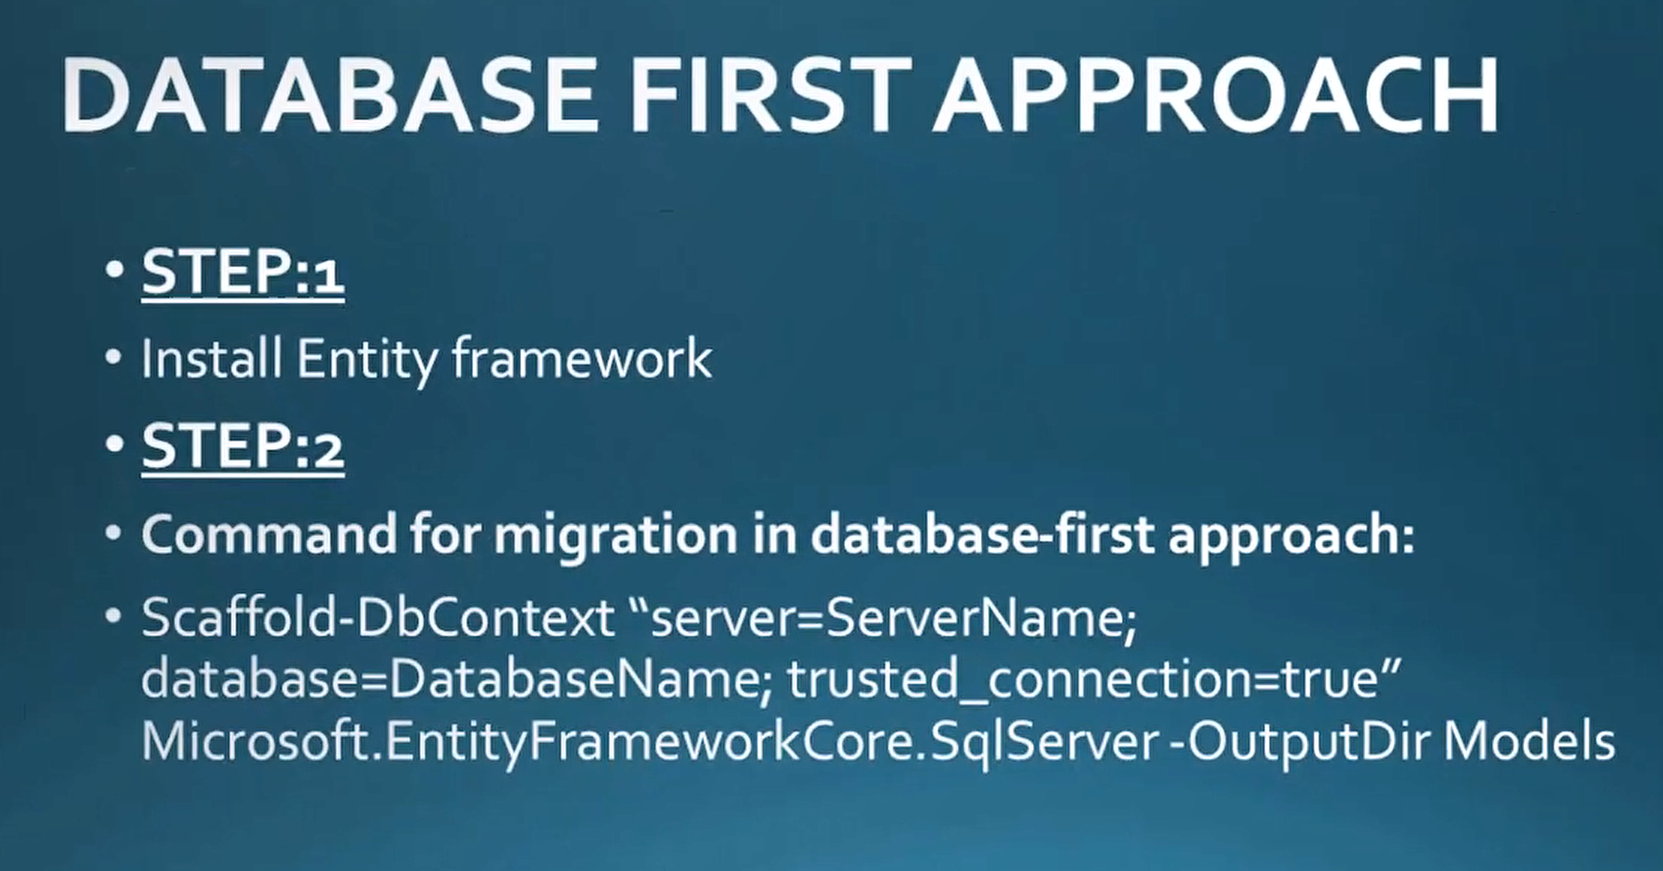 DATABASE FIRST APPROACH
• STEP:1
• Install Entity framework
• STEP:2
• Command for migration in database-first approach:
• Scaffold-DbContext “server=ServerName;
database=DatabaseName; trusted_connection=true”
Microsoft.EntityFrameworkCore.SqlServer -OutputDir Models